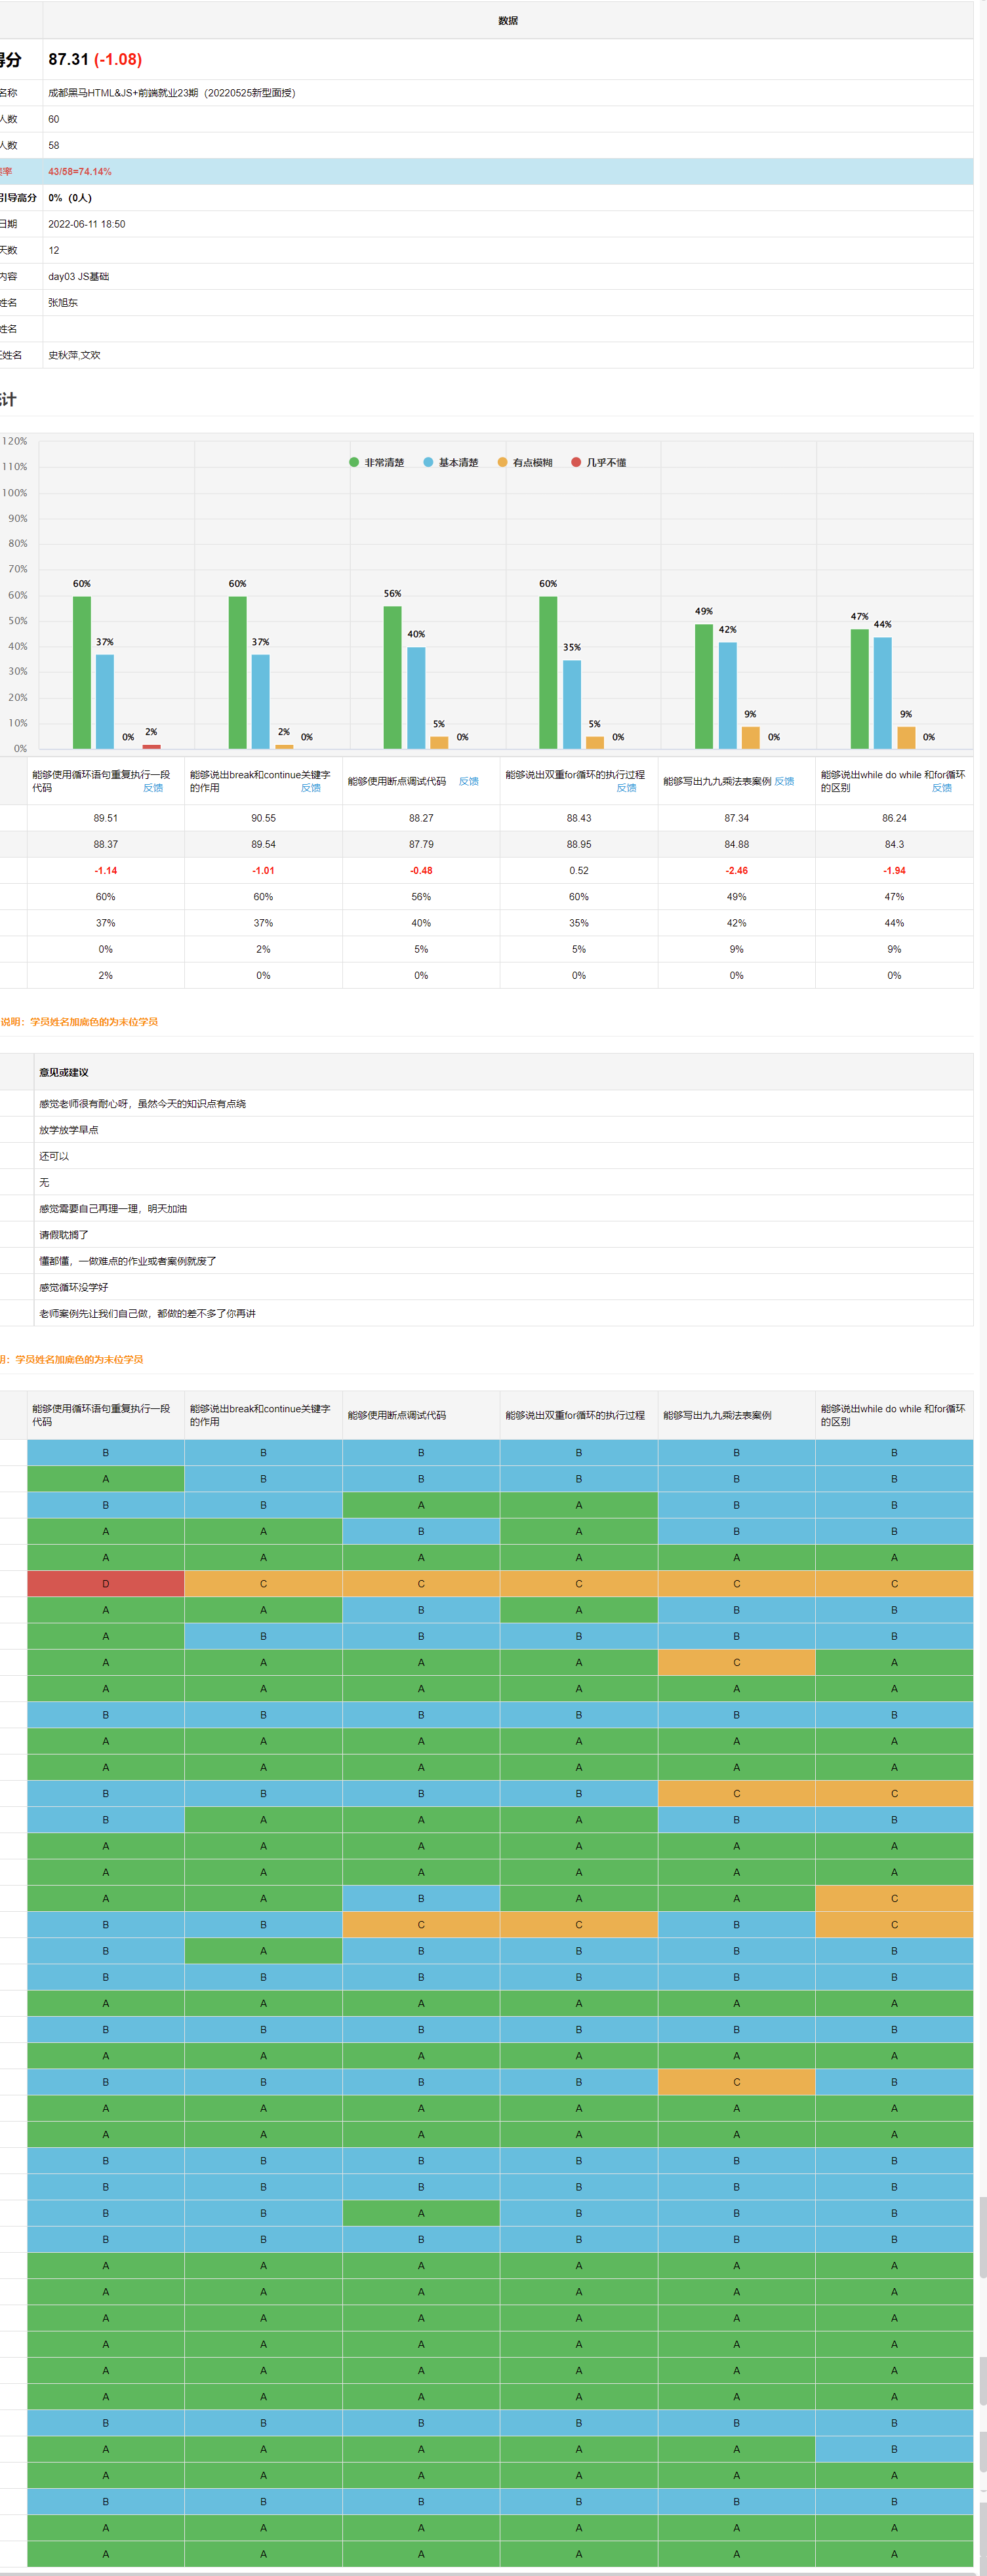 数据
得分 87.31 (-1.08)
名称 成都黑马HTML&JS+前端就业23期（20220525新型面授）
人数 60
人数 58
率 43/58=74.14%
引导高分 0%（0人）
日期 2022-06-11 18:50
天数 12
内容 day03 JS基础
姓名 张旭东
姓名
姓名 史秋萍,文欢
计
非常清楚 基本清楚 有点模糊 几乎不懂
120%
110%
100%
90%
80%
70%
60%
50%
40%
30%
20%
10%
0%
60% 37% 0% 2%
60% 37% 2% 0%
56% 40% 5% 0%
60% 35% 5% 0%
49% 42% 9% 0%
47% 44% 9% 0%
能够使用循环语句重复执行一段代码 反馈
能够说出break和continue关键字的作用 反馈
能够使用断点调试代码 反馈
能够说出双重for循环的执行过程 反馈
能够写出九九乘法表案例 反馈
能够说出while do while 和for循环的区别 反馈
89.51 90.55 88.27 88.43 87.34 86.24
88.37 89.54 87.79 88.95 84.88 84.3
-1.14 -1.01 -0.48 0.52 -2.46 -1.94
60% 60% 56% 60% 49% 47%
37% 37% 40% 35% 42% 44%
0% 2% 5% 5% 9% 9%
2% 0% 0% 0% 0% 0%
说明：学员姓名加底色的为末位学员
意见或建议
感觉老师很有耐心呀，虽然今天的知识点有点绕
放学放学早点
还可以
无
感觉需要自己再理一理，明天加油
请假耽搁了
懂都懂，一做难点的作业或者案例就废了
感觉循环没学好
老师案例先让我们自己做，都做的差不多了你再讲
明：学员姓名加底色的为末位学员
能够使用循环语句重复执行一段代码
能够说出break和continue关键字的作用
能够使用断点调试代码
能够说出双重for循环的执行过程
能够写出九九乘法表案例
能够说出while do while 和for循环的区别
B B B B B B
A B B B B B
B B A A B B
A A B A B B
A A A A A A
D C C C C C
A A B A B B
A B B B B B
A A A A C A
A A A A A A
B B B B B B
A A A A A A
A A A A A A
B B B B C C
B A A A B B
A A A A A A
A A A A A A
A A B A A C
B B C C B C
B A B B B B
B B B B B B
A A A A A A
B B B B B B
A A A A A A
B B B B C B
A A A A A A
A A A A A A
B B B B B B
B B B B B B
B B A B B B
B B B B B B
A A A A A A
A A A A A A
A A A A A A
A A A A A A
A A A A A A
A A A A A A
B B B B B B
A A A A A B
A A A A A A
B B B B B B
A A A A A A
A A A A A A